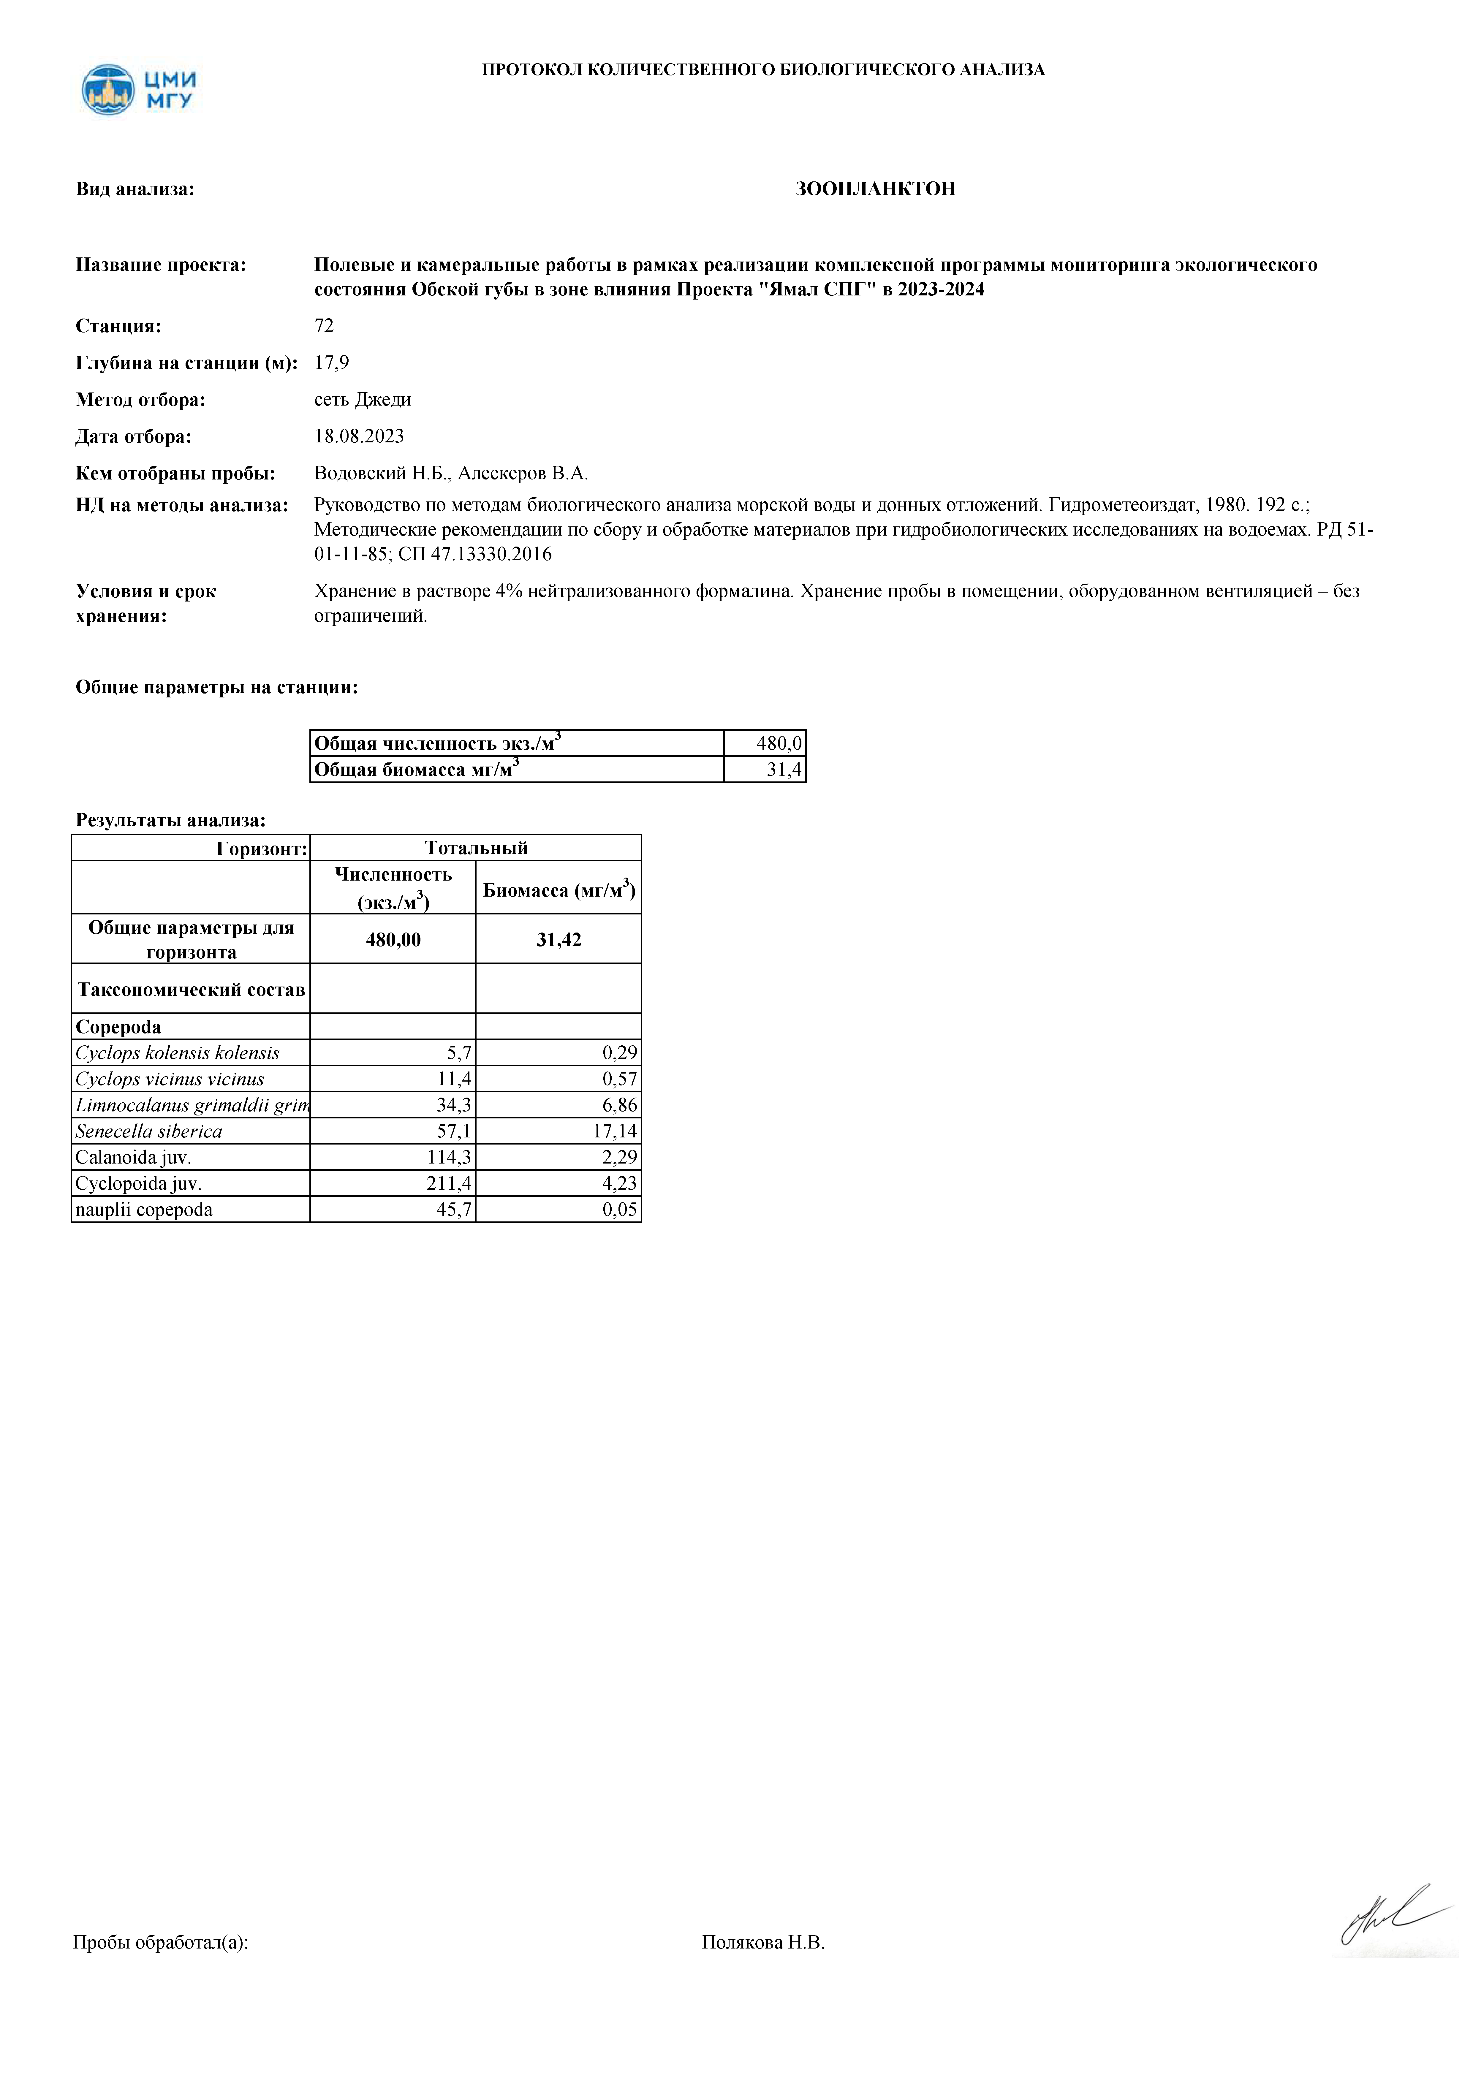 ЦМИ
МГУ
ПРОТОКОЛ КОЛИЧЕСТВЕННОГО БИОЛОГИЧЕСКОГО АНАЛИЗА
Вид анализа: ЗООПЛАНКТОН
Название проекта: Полевые и камеральные работы в рамках реализации комплексной программы мониторинга экологического
состояния Обской губы в зоне влияния Проекта "Ямал СПГ" в 2023-2024
Станция: 72
Глубина на станции (м): 17,9
Метод отбора: сеть Джеди
Дата отбора: 18.08.2023
Кем отобраны пробы: Водовский Н.Б., Алескеров В.А.
НД на методы анализа: Руководство по методам биологического анализа морской воды и донных отложений. Гидрометеоиздат, 1980. 192 с.;
Методические рекомендации по сбору и обработке материалов при гидробиологических исследованиях на водоемах. РД 51-
01-11-85; СП 47.13330.2016
Условия и срок Хранение в растворе 4% нейтрализованного формалина. Хранение пробы в помещении, оборудованном вентиляцией – без
хранения: ограничений.
Общие параметры на станции:
Общая численность экз./м³ 480,0
Общая биомасса мг/м³ 31,4
Результаты анализа:
Горизонт: Тотальный
Численность
(экз./м³) Биомасса (мг/м³)
Общие параметры для
горизонта 480,00 31,42
Таксономический состав
Copepoda
Cyclops kolensis kolensis 5,7 0,29
Cyclops vicinus vicinus 11,4 0,57
Limnocalanus grimaldii grim 34,3 6,86
Senecella siberica 57,1 17,14
Calanoida juv. 114,3 2,29
Cyclopoida juv. 211,4 4,23
nauplii copepoda 45,7 0,05
Пробы обработал(а): Полякова Н.В.